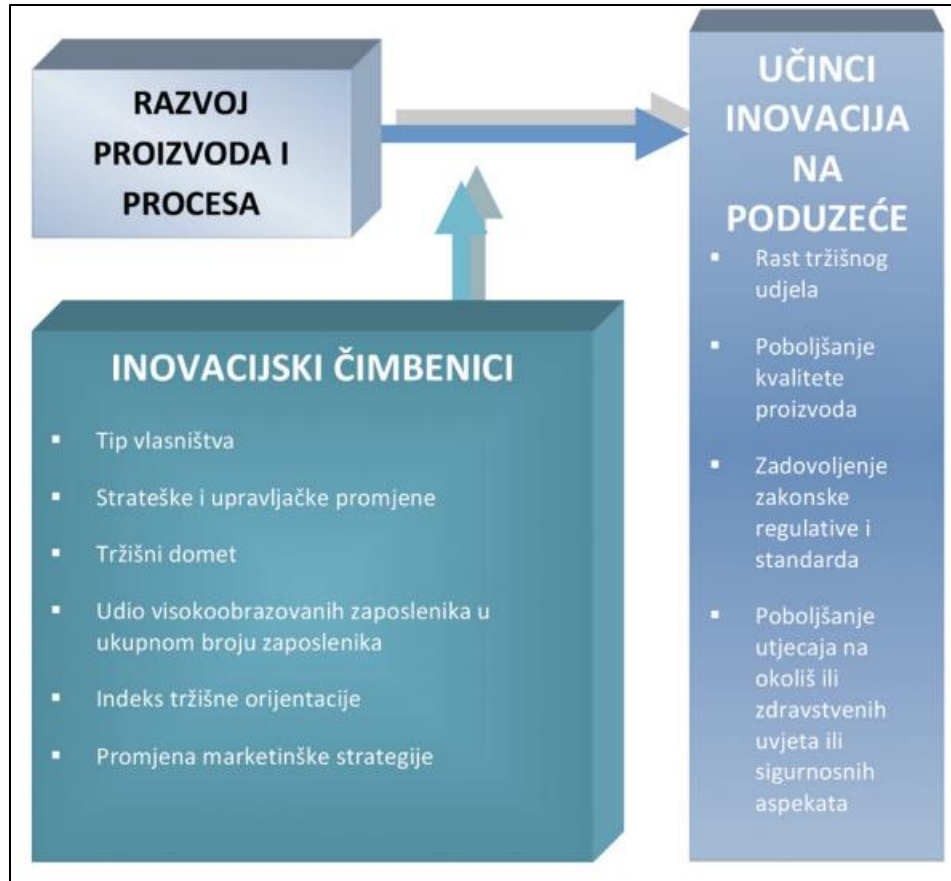 RAZVOJ
PROIZVODA I
PROCESA
UČINCI
INOVACIJA
NA
PODUZEĆE
▪ Rast tržišnog
udjela
▪ Poboljšanje
kvalitete
proizvoda
▪ Zadovoljenje
zakonske
regulative i
standarda
▪ Poboljšanje
utjecaja na
okoliš ili
zdravstvenih
uvjeta ili
sigurnosnih
aspekata
INOVACIJSKI ČIMBENICI
▪ Tip vlasništva
▪ Strateške i upravljačke promjene
▪ Tržišni domet
▪ Udio visokoobrazovanih zaposlenika u
ukupnom broju zaposlenika
▪ Indeks tržišne orijentacije
▪ Promjena marketinške strategije